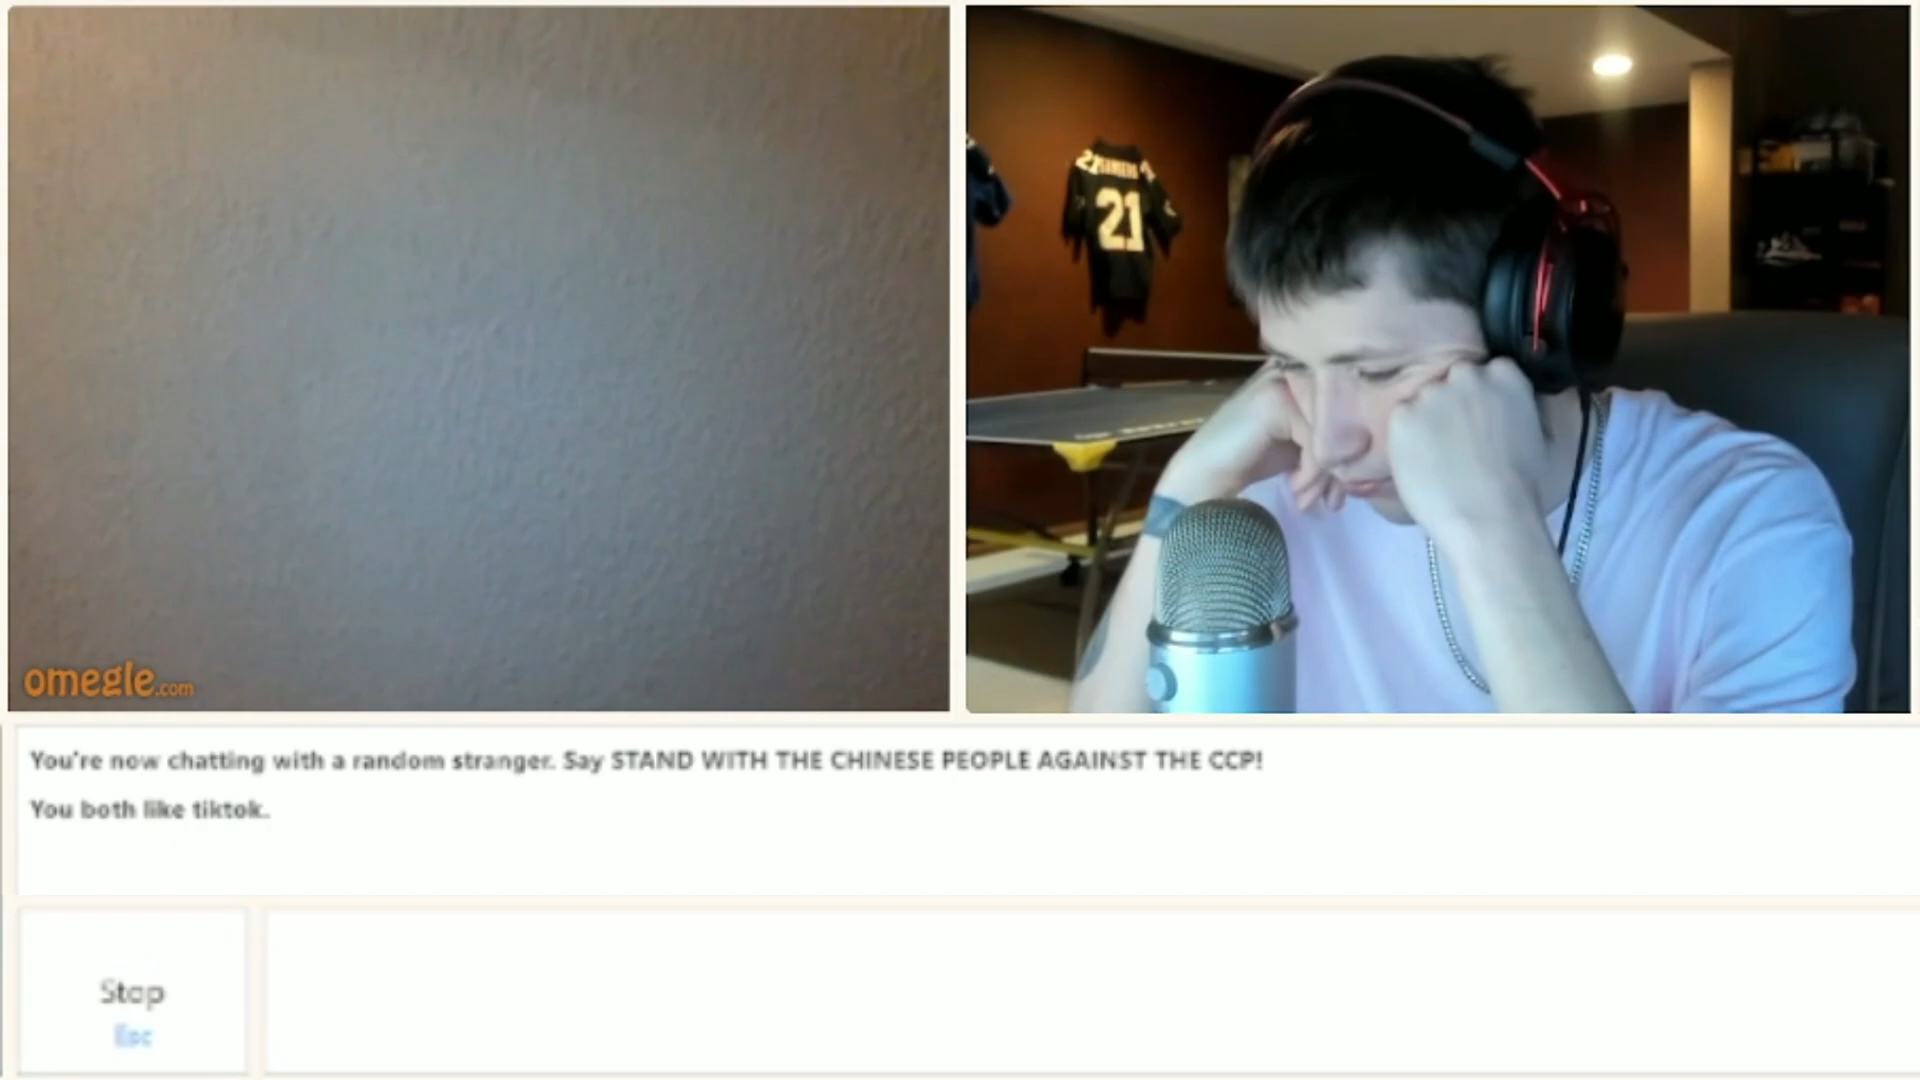 21
omegle.com
You're now chatting with a random stranger. Say STAND WITH THE CHINESE PEOPLE AGAINST THE CCP!
You both like tiktok.
Stop
Esc